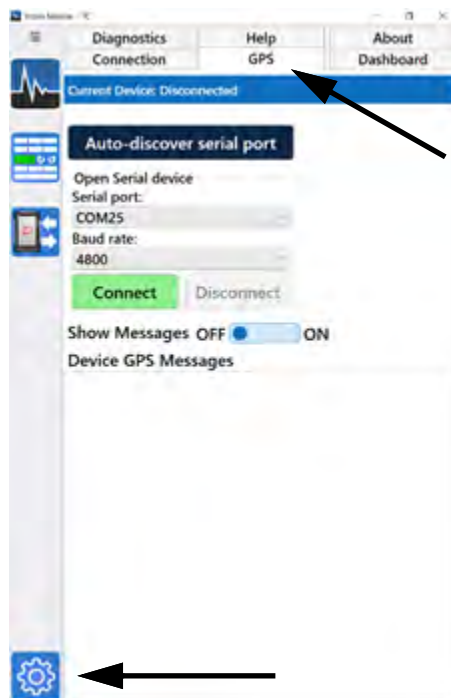 Diagnostics Help About
Connection GPS Dashboard
Current Device: Disconnected
Auto-discover serial port
Open Serial device
Serial port:
COM25
Baud rate:
4800
Connect Disconnect
Show Messages OFF ON
Device GPS Messages